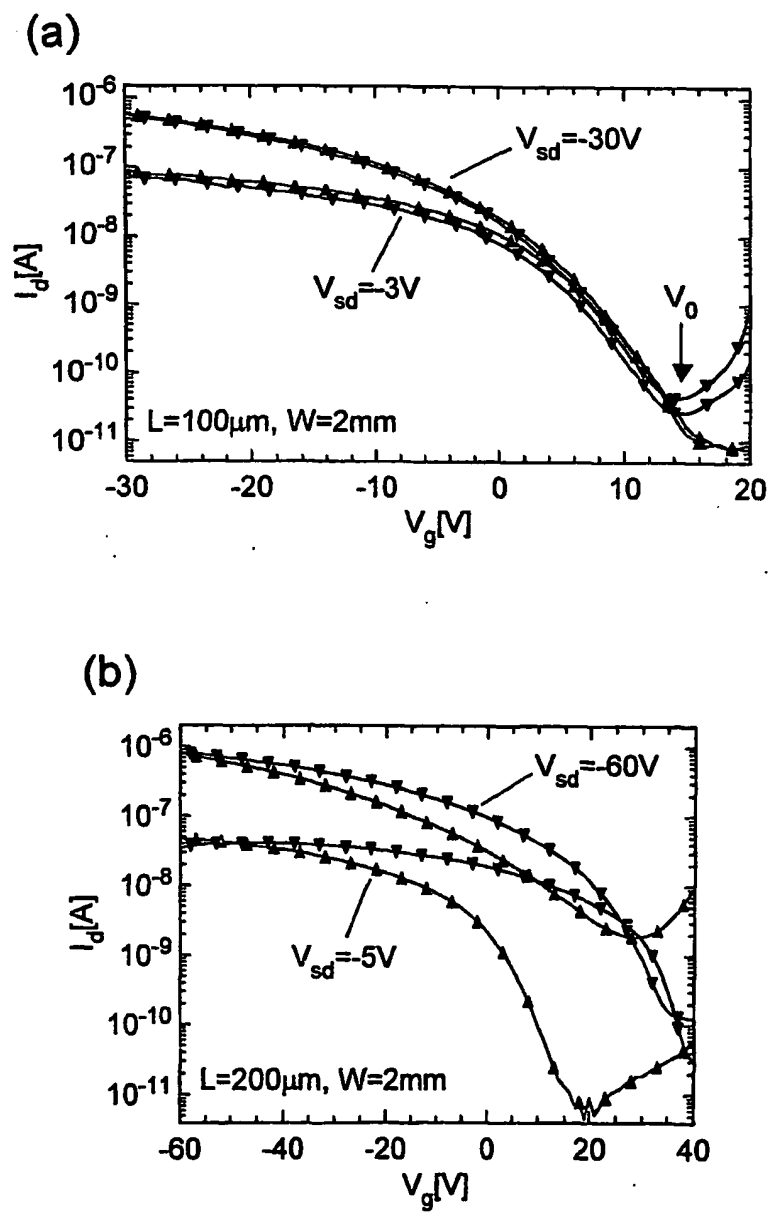 (a)
10^-6
10^-7
10^-8
10^-9
10^-10
10^-11
I_d[A]
V_sd=-30V
V_sd=-3V
V_0
L=100μm, W=2mm
-30 -20 -10 0 10 20
V_g[V]
(b)
10^-6
10^-7
10^-8
10^-9
10^-10
10^-11
I_d[A]
V_sd=-60V
V_sd=-5V
L=200μm, W=2mm
-60 -40 -20 0 20 40
V_g[V]